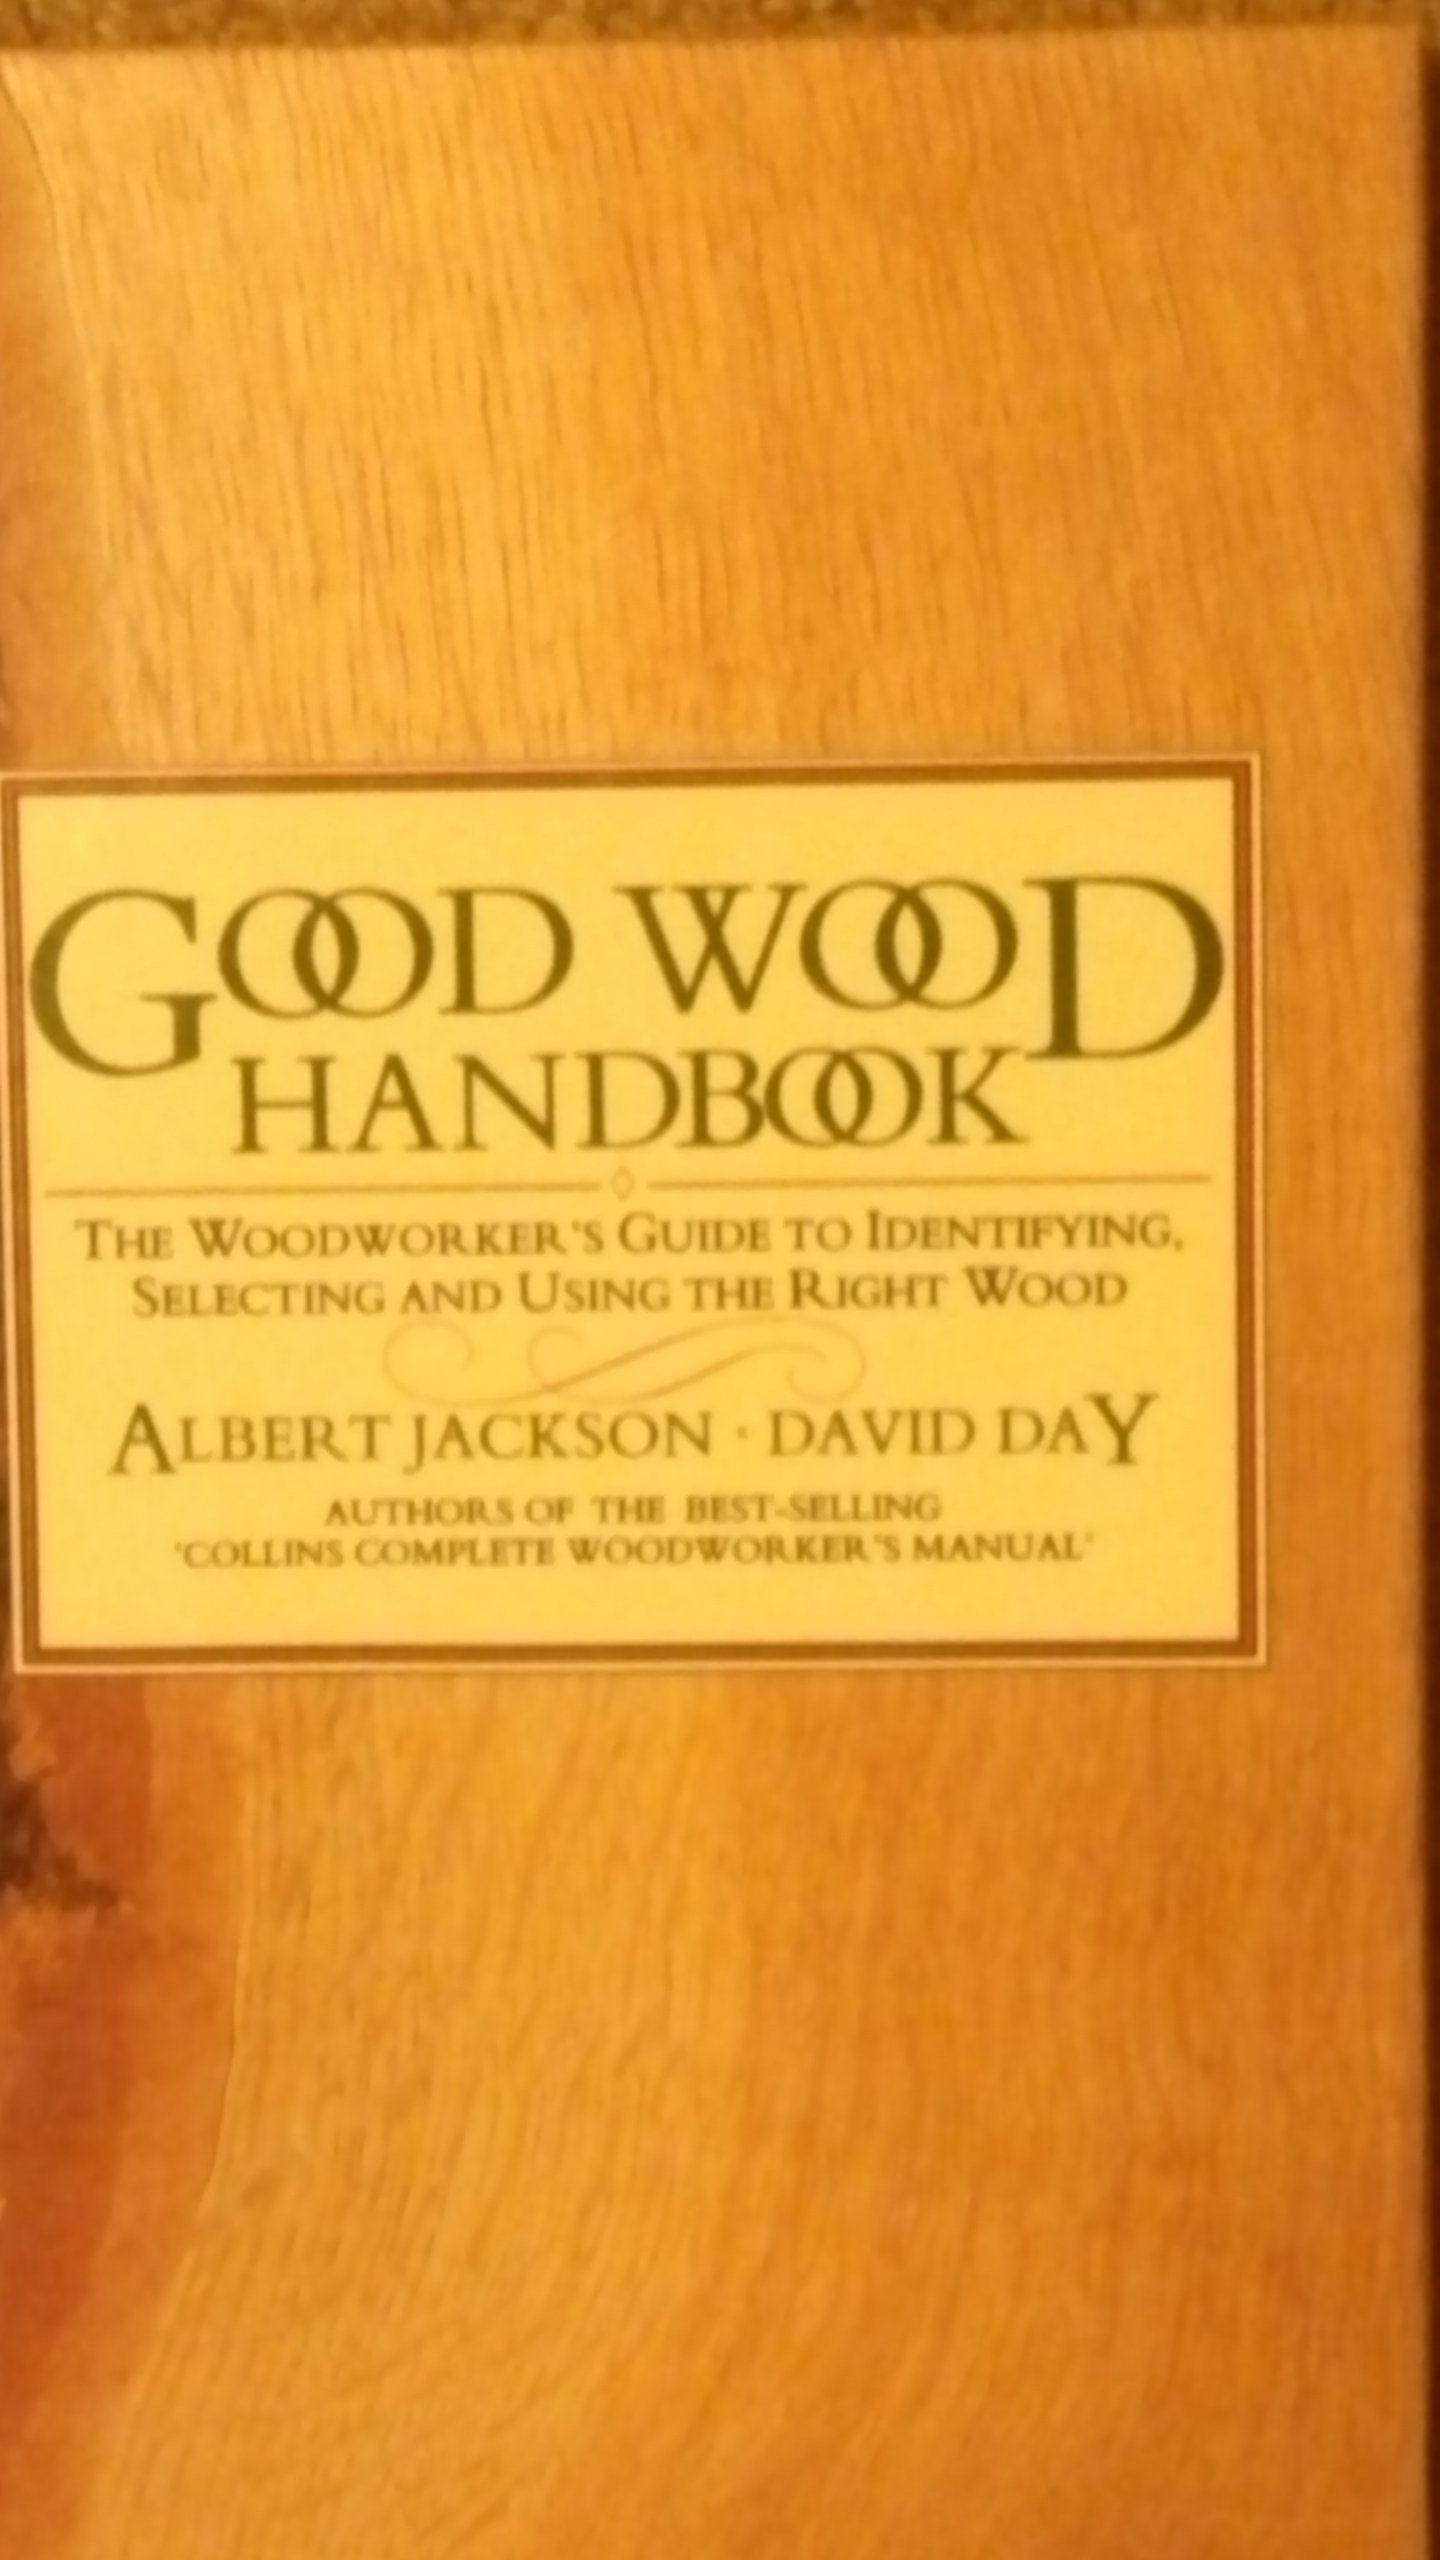 GOOD WOOD
HANDBOOK
THE WOODWORKER'S GUIDE TO IDENTIFYING,
SELECTING AND USING THE RIGHT WOOD
ALBERT JACKSON · DAVID DAY
AUTHORS OF THE BEST-SELLING
'COLLINS COMPLETE WOODWORKER'S MANUAL'